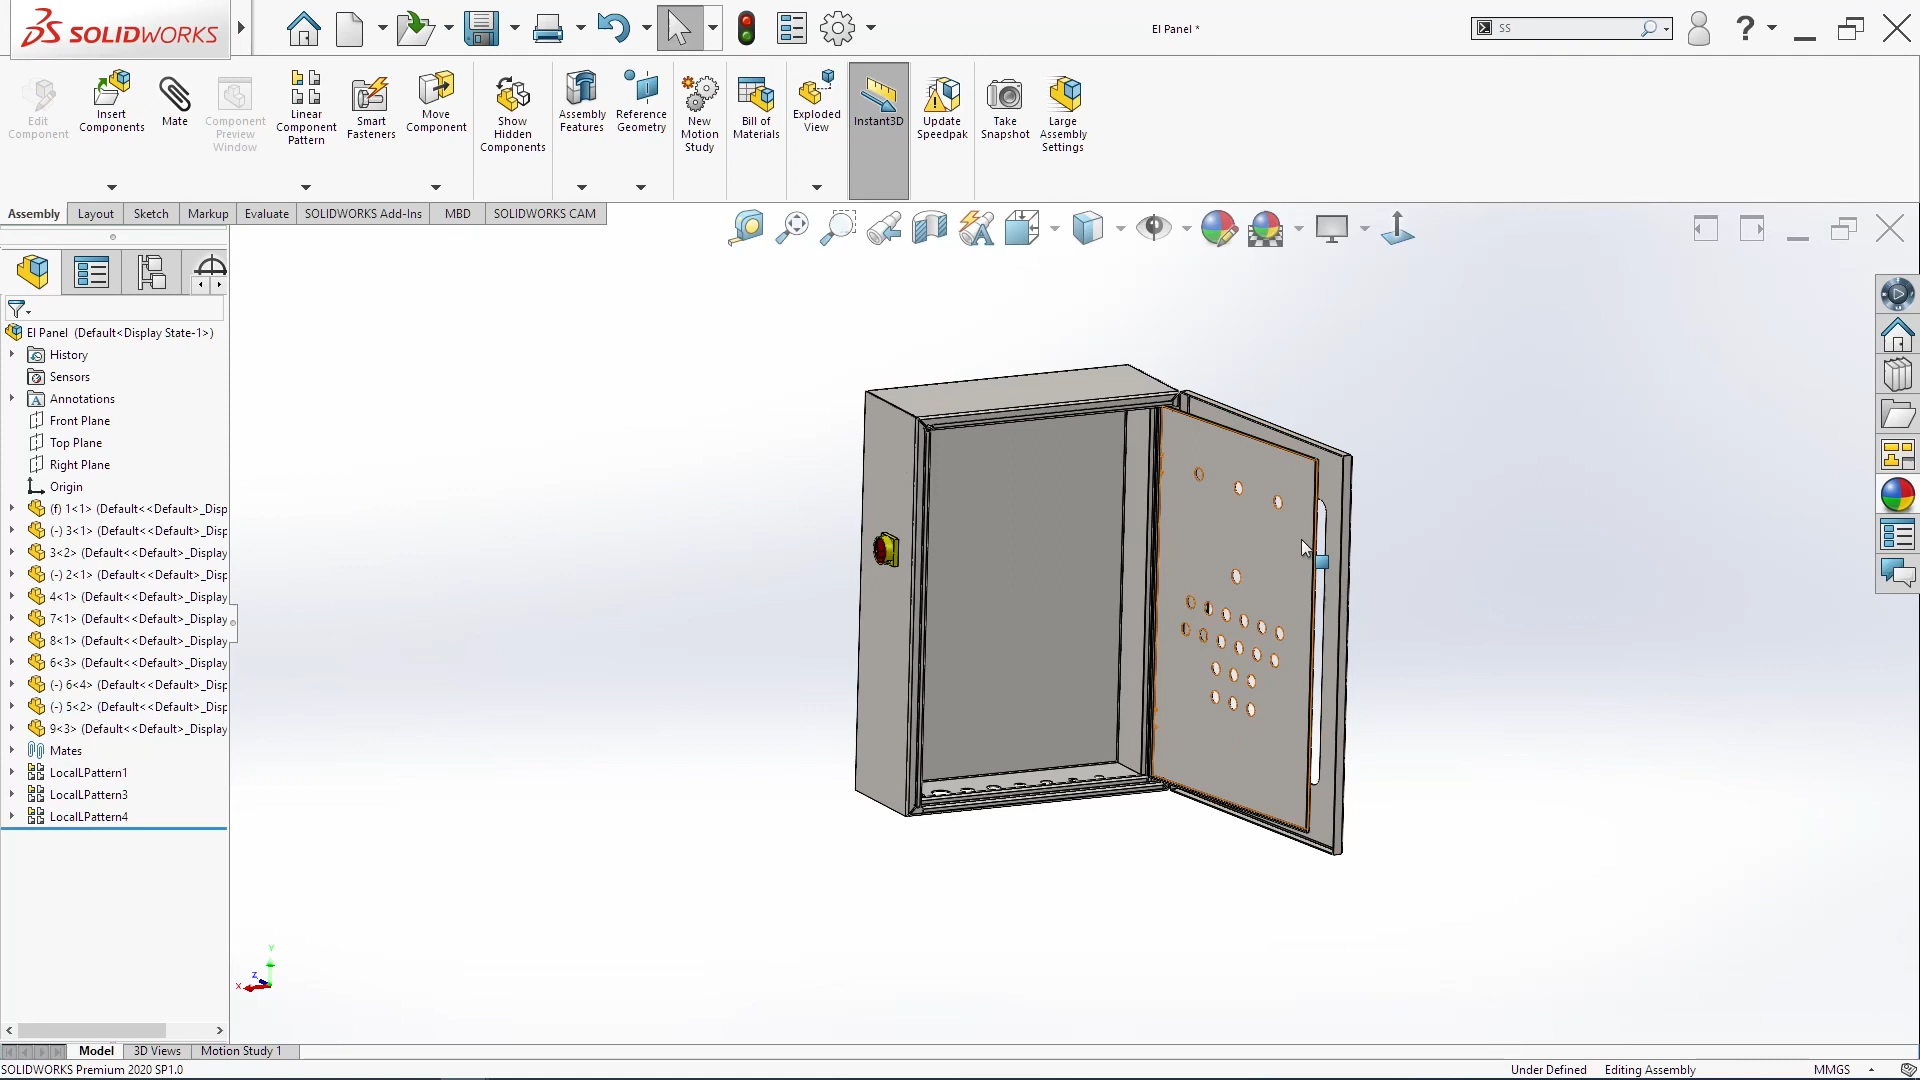 SOLIDWORKS
El Panel *
SS
Edit Component
Insert Components
Mate
Component Preview Window
Linear Component Pattern
Smart Fasteners
Move Component
Show Hidden Components
Assembly Features
Reference Geometry
New Motion Study
Bill of Materials
Exploded View
Instant3D
Update Speedpak
Take Snapshot
Large Assembly Settings
Assembly Layout Sketch Markup Evaluate SOLIDWORKS Add-Ins MBD SOLIDWORKS CAM
El Panel (Default<Display State-1>)
History
Sensors
Annotations
Front Plane
Top Plane
Right Plane
Origin
(f) 1<1> (Default<<Default>_Disp
(-) 3<1> (Default<<Default>_Disp
3<2> (Default<<Default>_Display
(-) 2<1> (Default<<Default>_Disp
4<1> (Default<<Default>_Display
7<1> (Default<<Default>_Display
8<1> (Default<<Default>_Display
6<3> (Default<<Default>_Display
(-) 6<4> (Default<<Default>_Disp
(-) 5<2> (Default<<Default>_Disp
9<3> (Default<<Default>_Display
Mates
LocalLPattern1
LocalLPattern3
LocalLPattern4
Y
Z
X
Model 3D Views Motion Study 1
SOLIDWORKS Premium 2020 SP1.0
Under Defined Editing Assembly MMGS